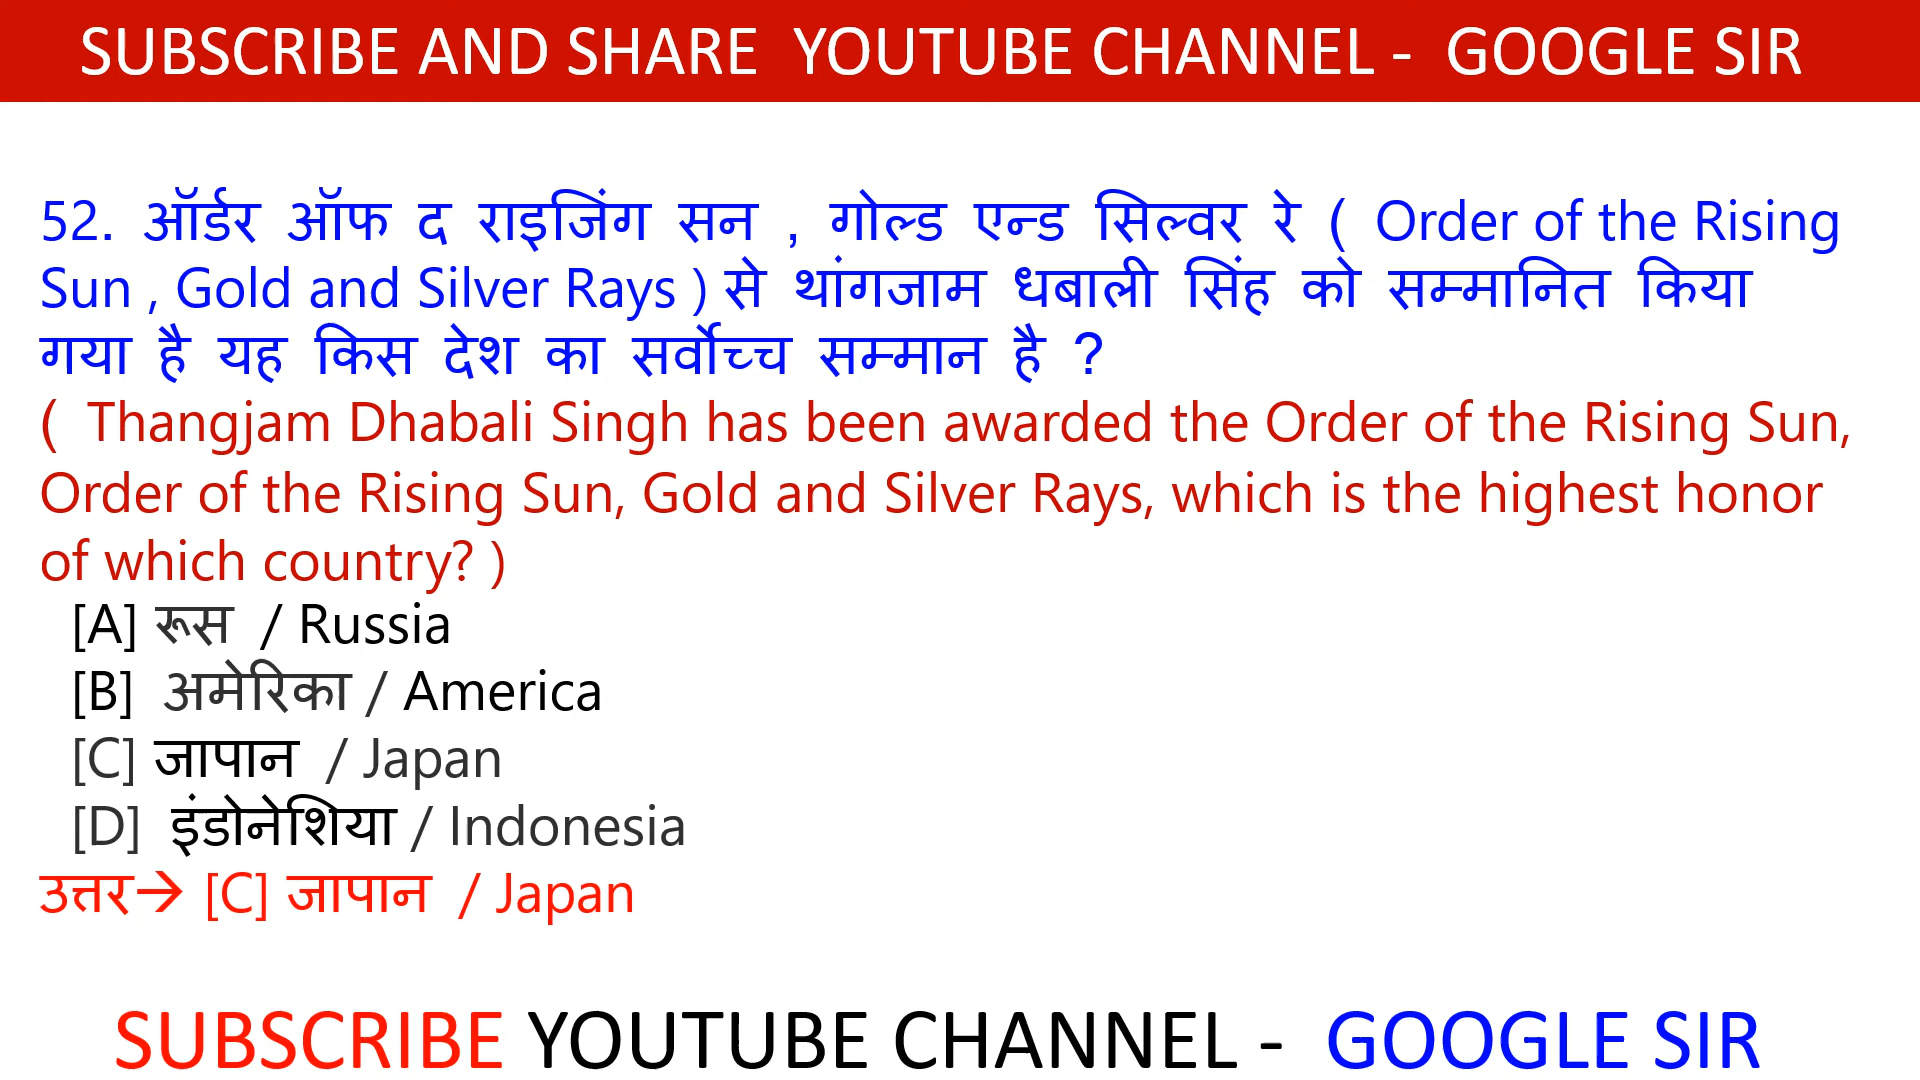 SUBSCRIBE AND SHARE YOUTUBE CHANNEL - GOOGLE SIR
52. ऑर्डर ऑफ द राइजिंग सन , गोल्ड एन्ड सिल्वर रे ( Order of the Rising
Sun , Gold and Silver Rays ) से थांगजाम धबाली सिंह को सम्मानित किया
गया है यह किस देश का सर्वोच्च सम्मान है ?
( Thangjam Dhabali Singh has been awarded the Order of the Rising Sun,
Order of the Rising Sun, Gold and Silver Rays, which is the highest honor
of which country? )
[A] रूस / Russia
[B] अमेरिका / America
[C] जापान / Japan
[D] इंडोनेशिया / Indonesia
उत्तर→ [C] जापान / Japan
SUBSCRIBE YOUTUBE CHANNEL - GOOGLE SIR